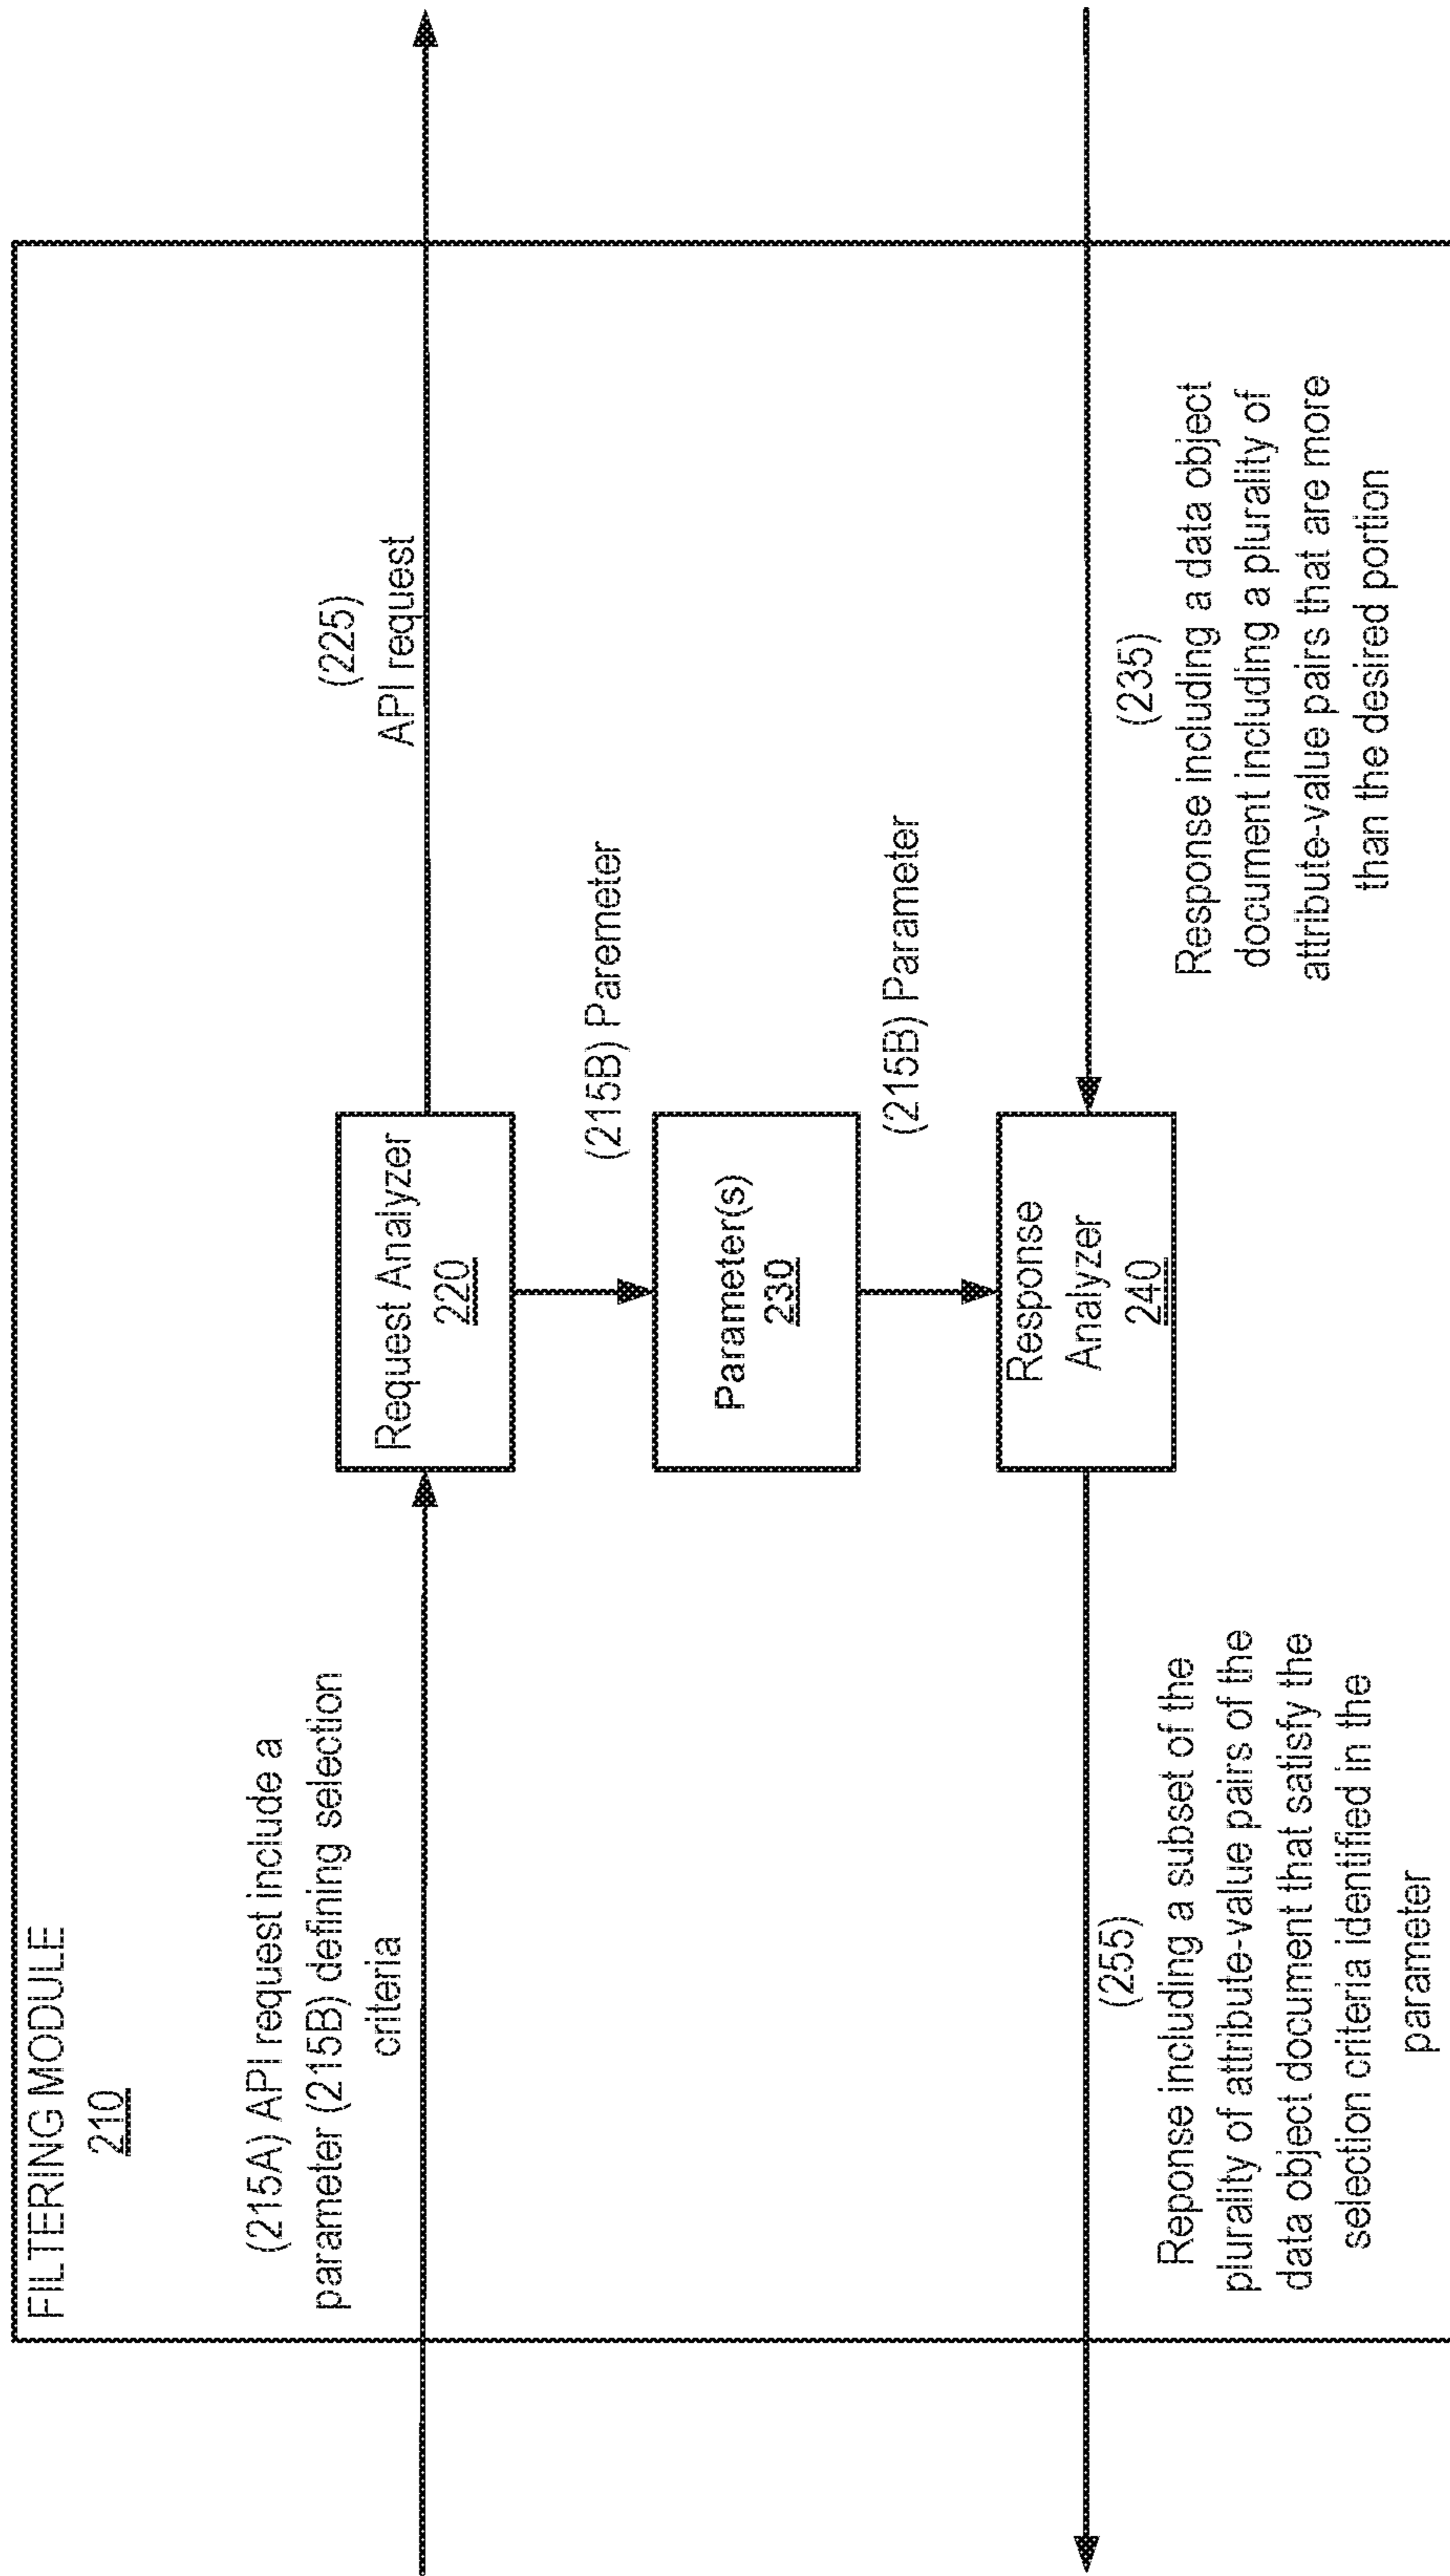 FILTERING MODULE
210
(215A) API request include a
parameter (215B) defining selection
criteria
Request Analyzer
220
(225)
API request
(215B) Paremeter
Parameter(s)
230
(215B) Parameter
Response
Analyzer
240
(255)
Reponse including a subset of the
plurality of attribute-value pairs of the
data object document that satisfy the
selection criteria identified in the
parameter
(235)
Response including a data object
document including a plurality of
attribute-value pairs that are more
than the desired portion